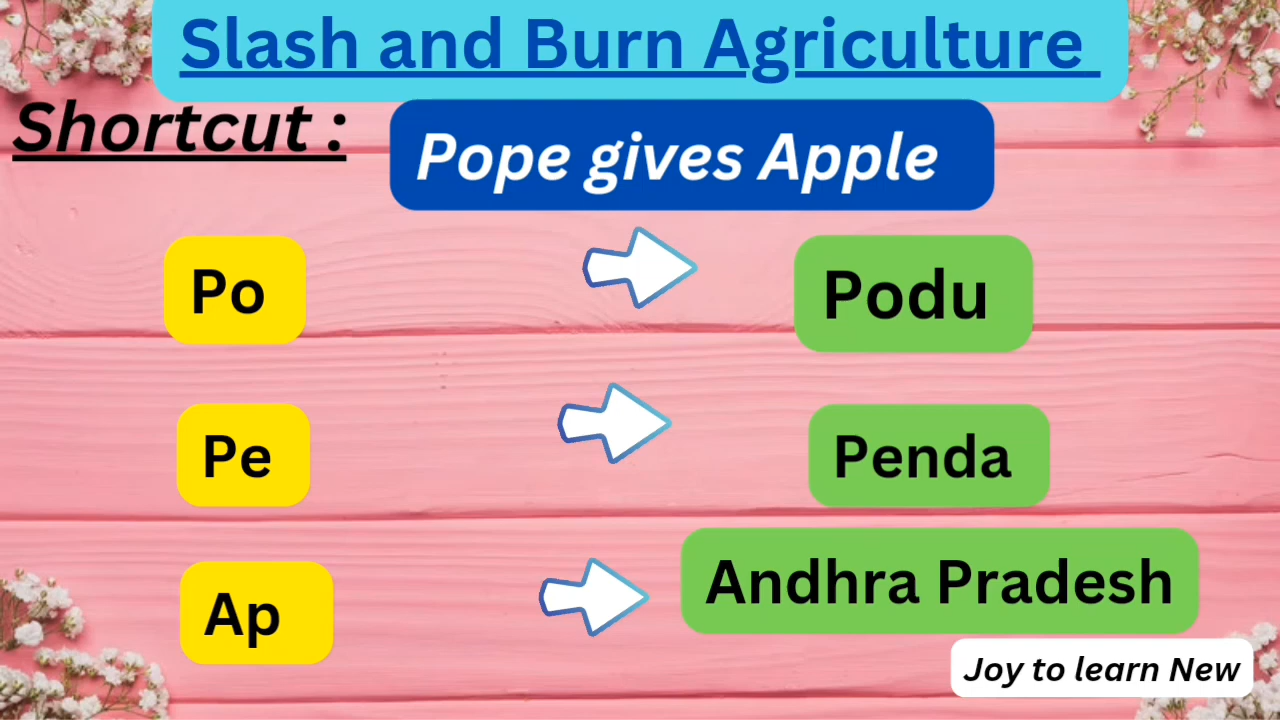 Slash and Burn Agriculture
Shortcut :
Pope gives Apple
Po
Podu
Pe
Penda
Ap
Andhra Pradesh
Joy to learn New